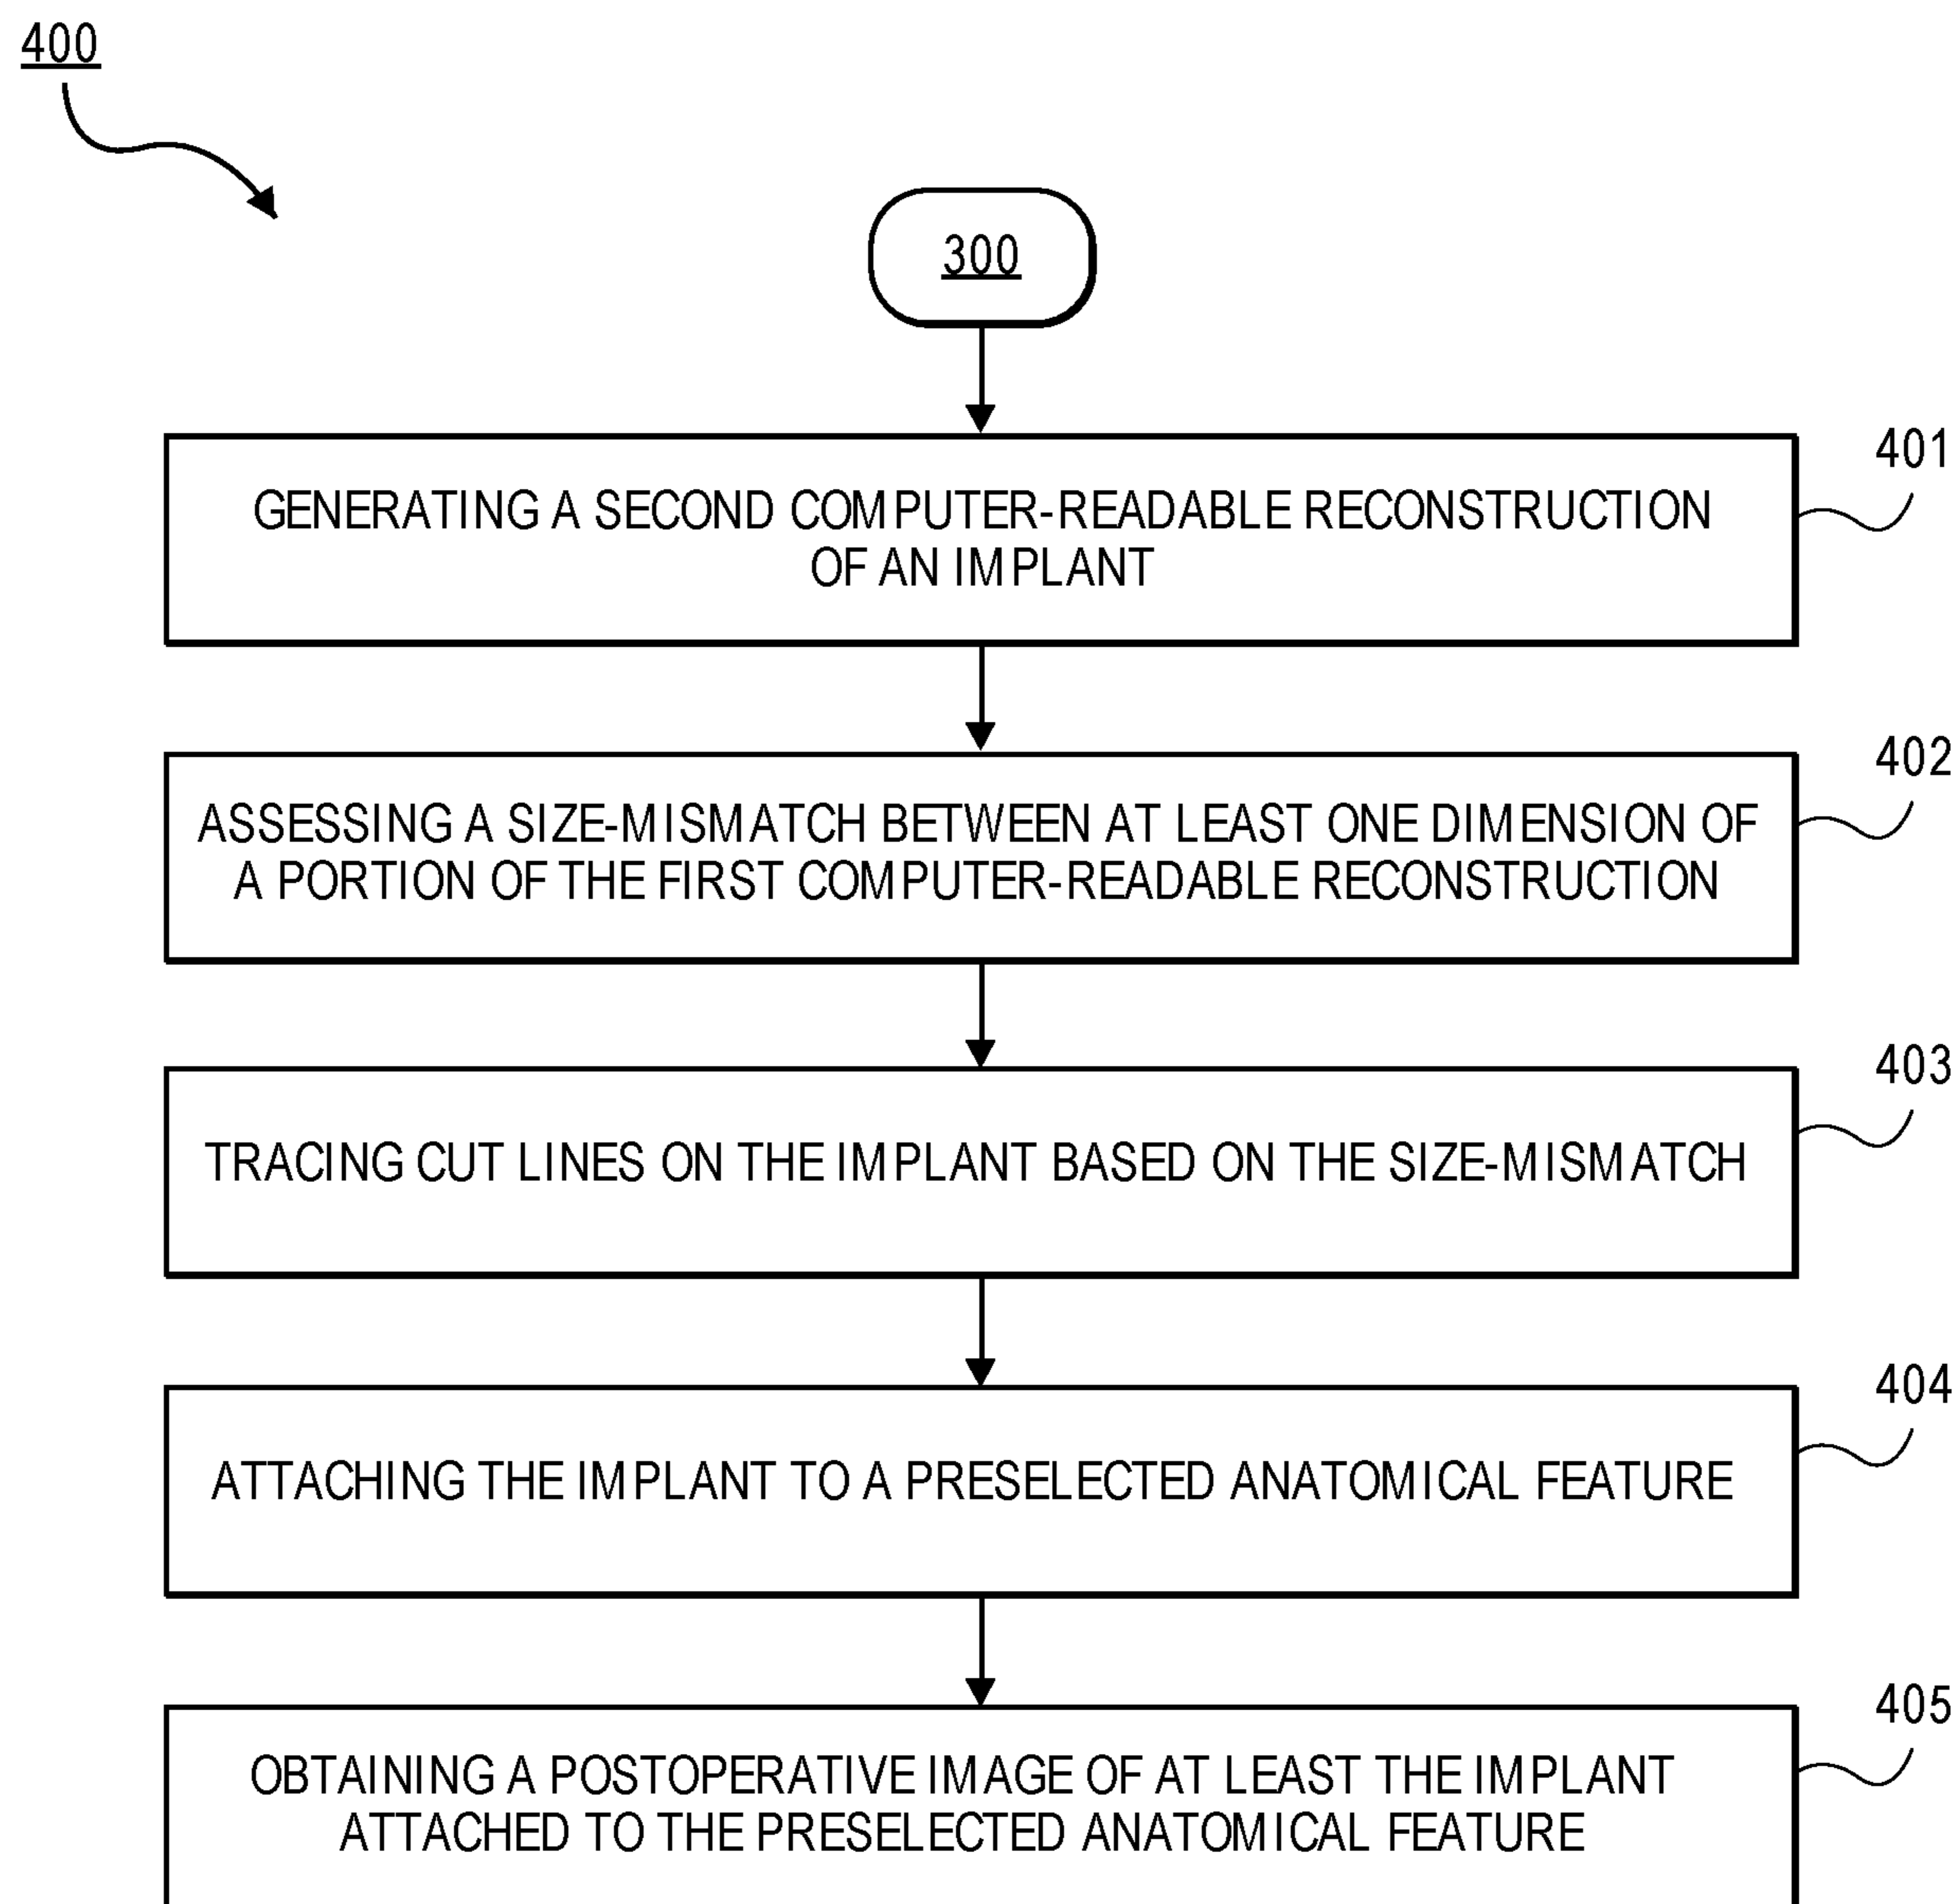 400
300
401
GENERATING A SECOND COMPUTER-READABLE RECONSTRUCTION
OF AN IMPLANT
402
ASSESSING A SIZE-MISMATCH BETWEEN AT LEAST ONE DIMENSION OF
A PORTION OF THE FIRST COMPUTER-READABLE RECONSTRUCTION
403
TRACING CUT LINES ON THE IMPLANT BASED ON THE SIZE-MISMATCH
404
ATTACHING THE IMPLANT TO A PRESELECTED ANATOMICAL FEATURE
405
OBTAINING A POSTOPERATIVE IMAGE OF AT LEAST THE IMPLANT
ATTACHED TO THE PRESELECTED ANATOMICAL FEATURE